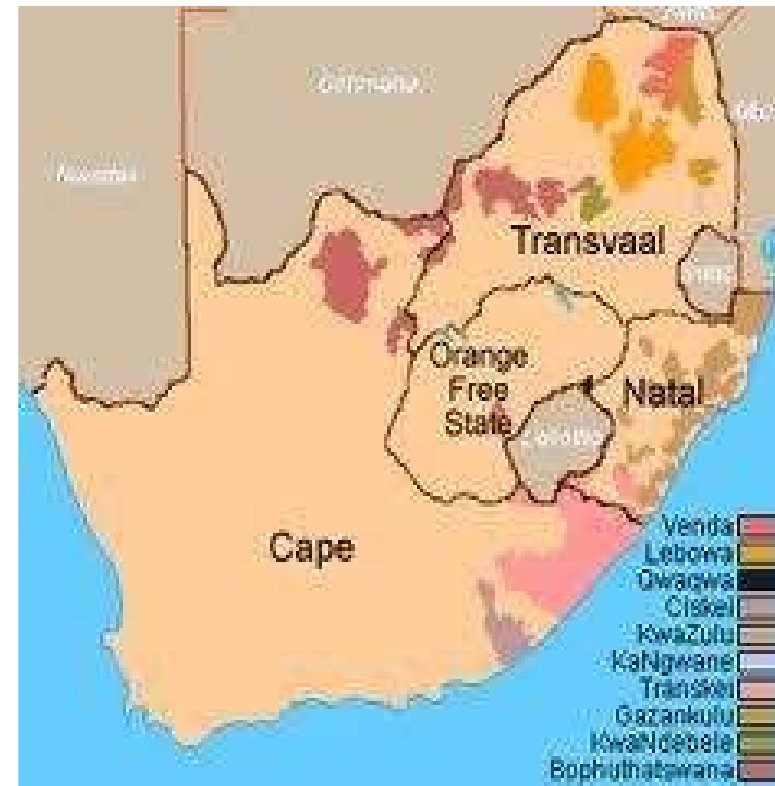 Botswana
Namibia
Transvaal
Orange
Free
State
Natal
Lesotho
Cape
Venda
Lebowa
Qwaqwa
Ciskei
KwaZulu
KaNgwane
Transkei
Gazankulu
KwaNdebele
Bophuthatswana